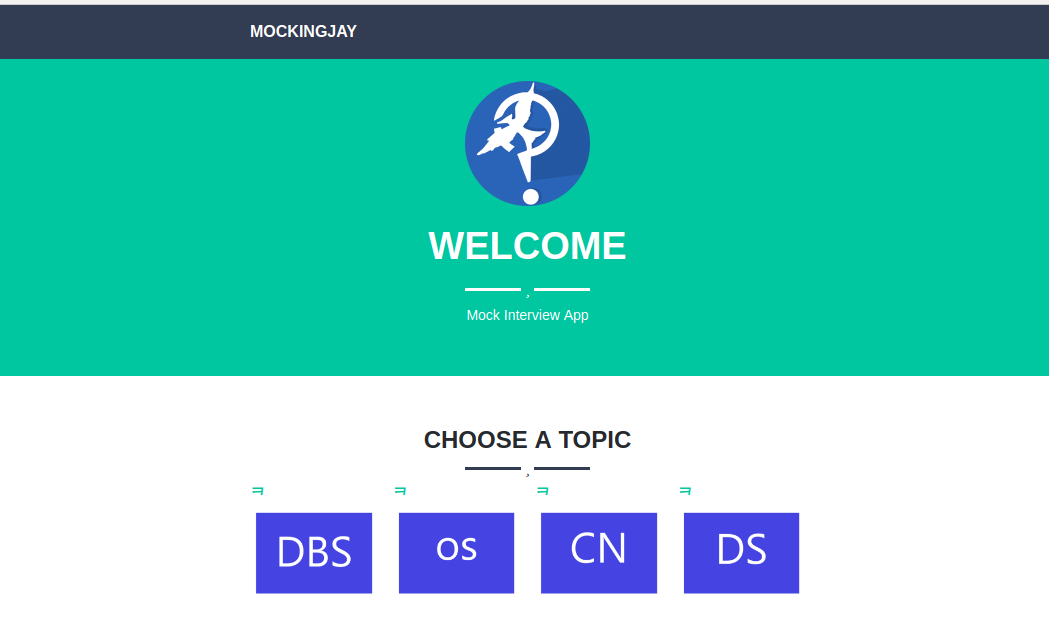 MOCKINGJAY
WELCOME
Mock Interview App
CHOOSE A TOPIC
ㅋ ㅋ ㅋ ㅋ
DBS OS CN DS